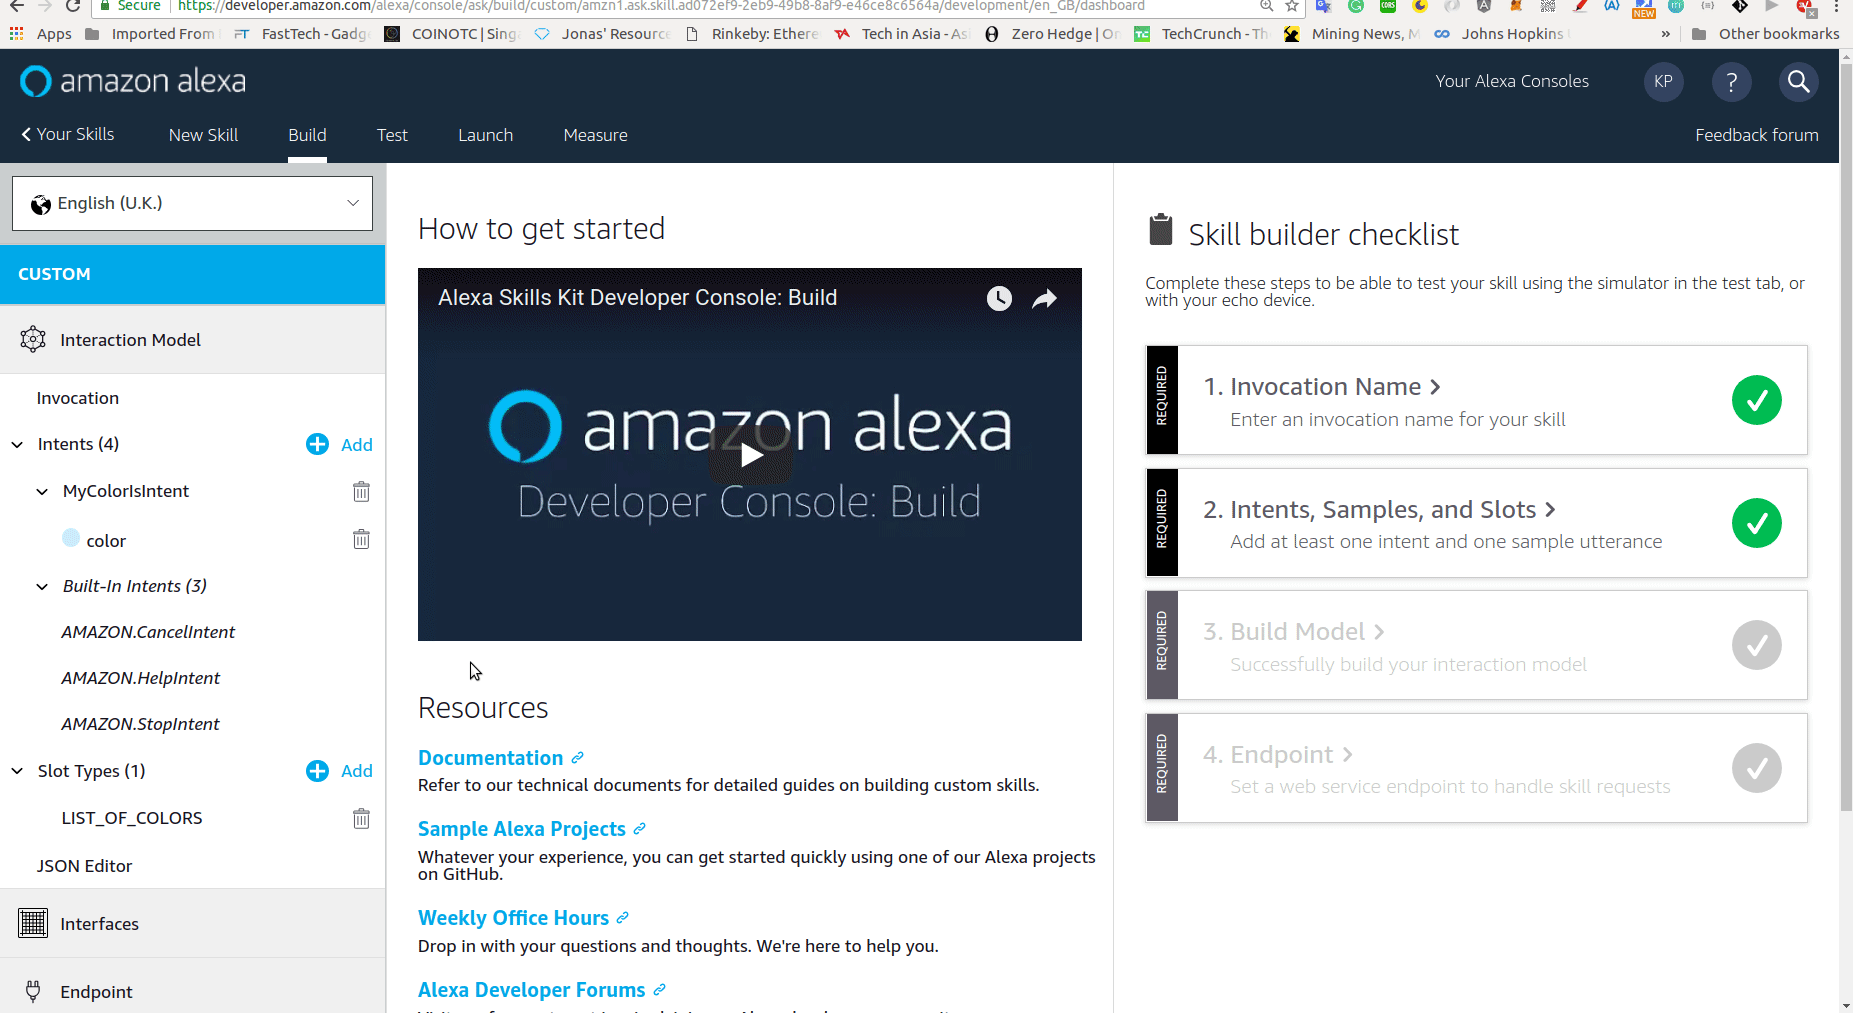 Secure https://developer.amazon.com/alexa/console/ask/build/custom/amzn1.ask.skill.ad072ef9-2eb9-49b8-8af9-e46ce8c6564a/development/en_GB/dashboard
Apps Imported From FastTech - Gadg COINOTC | Sing Jonas' Resource Rinkeby: Ethere Tech in Asia - As Zero Hedge | On TechCrunch - Th Mining News, M Johns Hopkins » Other bookmarks
amazon alexa
Your Alexa Consoles KP ?
Your Skills New Skill Build Test Launch Measure Feedback forum
English (U.K.)
CUSTOM
Interaction Model
Invocation
Intents (4) Add
MyColorIsIntent
color
Built-In Intents (3)
AMAZON.CancelIntent
AMAZON.HelpIntent
AMAZON.StopIntent
Slot Types (1) Add
LIST_OF_COLORS
JSON Editor
Interfaces
Endpoint
How to get started
Alexa Skills Kit Developer Console: Build
amazon alexa
Developer Console: Build
Resources
Documentation
Refer to our technical documents for detailed guides on building custom skills.
Sample Alexa Projects
Whatever your experience, you can get started quickly using one of our Alexa projects
on GitHub.
Weekly Office Hours
Drop in with your questions and thoughts. We're here to help you.
Alexa Developer Forums
Skill builder checklist
Complete these steps to be able to test your skill using the simulator in the test tab, or
with your echo device.
REQUIRED
1. Invocation Name
Enter an invocation name for your skill
REQUIRED
2. Intents, Samples, and Slots
Add at least one intent and one sample utterance
REQUIRED
3. Build Model
Successfully build your interaction model
REQUIRED
4. Endpoint
Set a web service endpoint to handle skill requests